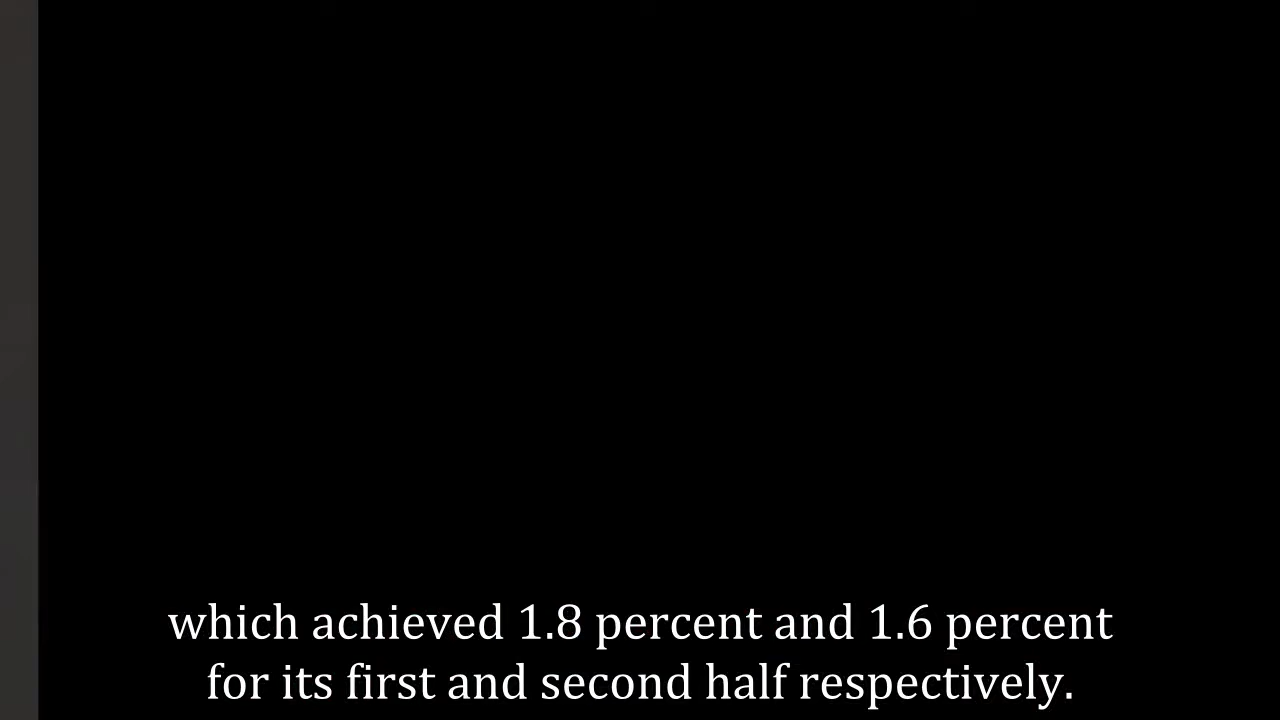 which achieved 1.8 percent and 1.6 percent
for its first and second half respectively.